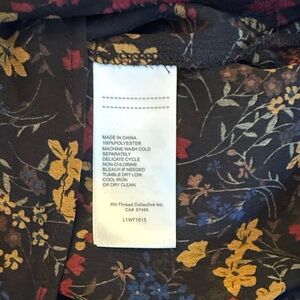 MADE IN CHINA
100%POLYESTER
MACHINE WASH COLD
SEPARATELY
DELICATE CYCLE
NON-CHLORINE
BLEACH-IF NEEDED
TUMBLE DRY LOW
COOL IRON
OR DRY CLEAN
RN Thread Collective Inc.
CA# 57469
L1WT1015